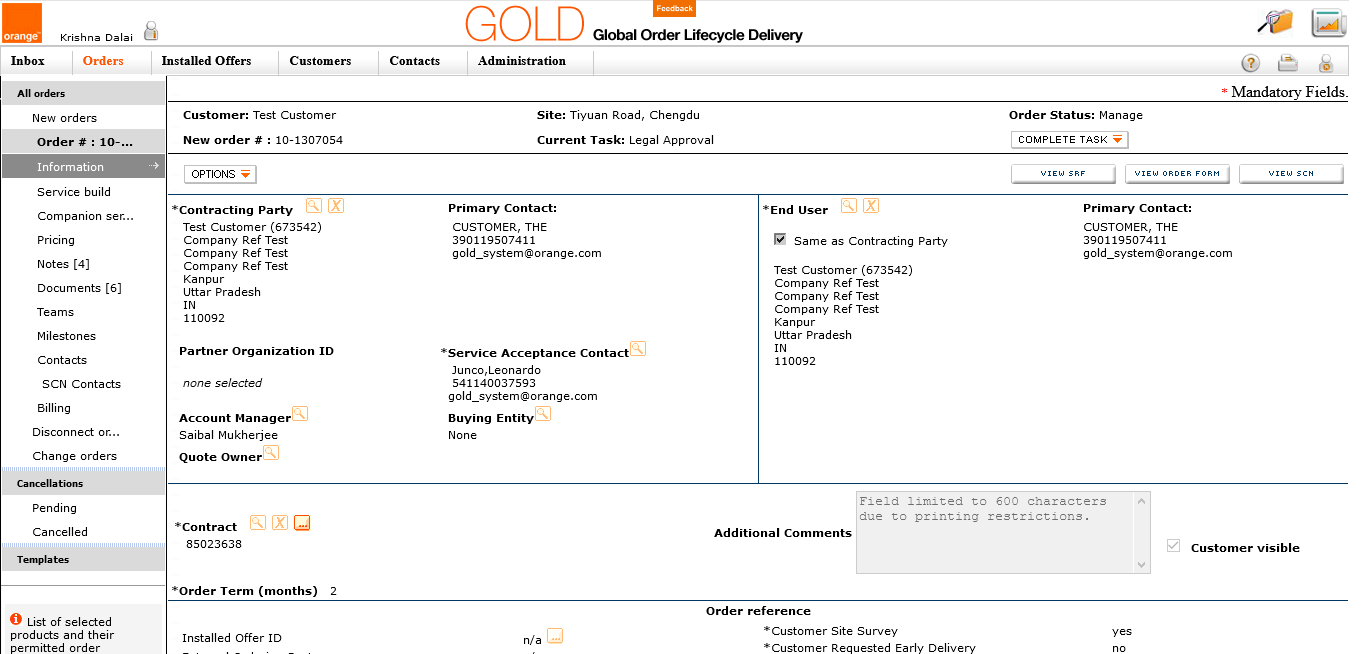 Feedback
orange™
Krishna Dalai
GOLD Global Order Lifecycle Delivery
Inbox Orders Installed Offers Customers Contacts Administration
* Mandatory Fields.
All orders
New orders
Order # : 10-...
Information
Service build
Companion ser...
Pricing
Notes [4]
Documents [6]
Teams
Milestones
Contacts
SCN Contacts
Billing
Disconnect or...
Change orders
Cancellations
Pending
Cancelled
Templates
List of selected
products and their
permitted order
Customer: Test Customer Site: Tiyuan Road, Chengdu Order Status: Manage
New order # : 10-1307054 Current Task: Legal Approval COMPLETE TASK
OPTIONS VIEW SRF VIEW ORDER FORM VIEW SCN
*Contracting Party X
Test Customer (673542)
Company Ref Test
Company Ref Test
Company Ref Test
Kanpur
Uttar Pradesh
IN
110092
Primary Contact:
CUSTOMER, THE
390119507411
gold_system@orange.com
Partner Organization ID
none selected
*Service Acceptance Contact
Junco,Leonardo
541140037593
gold_system@orange.com
Account Manager
Saibal Mukherjee
Buying Entity
None
Quote Owner
*End User X
Same as Contracting Party
Test Customer (673542)
Company Ref Test
Company Ref Test
Company Ref Test
Kanpur
Uttar Pradesh
IN
110092
Primary Contact:
CUSTOMER, THE
390119507411
gold_system@orange.com
*Contract X ...
85023638
Additional Comments
Field limited to 600 characters
due to printing restrictions.
Customer visible
*Order Term (months) 2
Order reference
Installed Offer ID n/a ...
*Customer Site Survey yes
*Customer Requested Early Delivery no